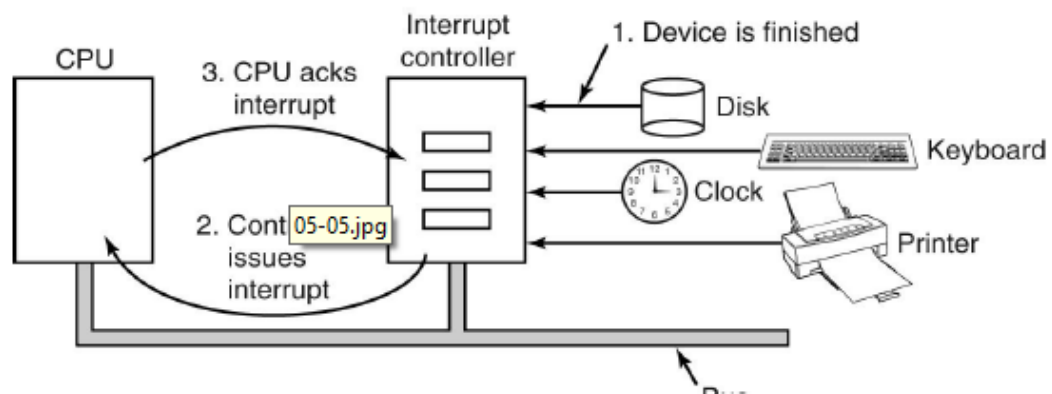 CPU
Interrupt
controller
1. Device is finished
3. CPU acks
interrupt
Disk
Keyboard
Clock
2. Cont
05-05.jpg
issues
interrupt
Printer